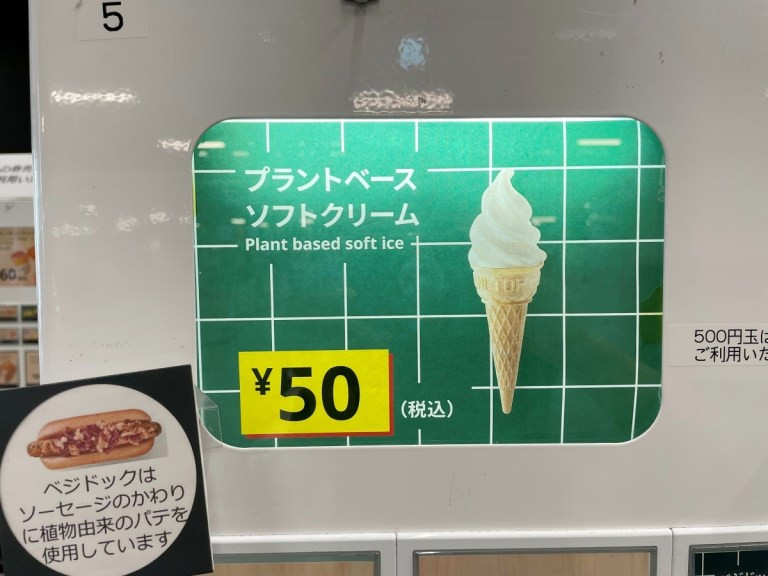 5
プラントベース
ソフトクリーム
Plant based soft ice
¥50
(税込)
ベジドックは
ソーセージのかわり
に植物由来のパテを
使用しています
500円玉は
ご利用いた
60